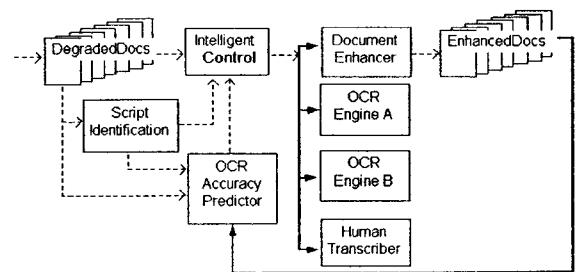 DegradedDocs
Intelligent
Control
Document
Enhancer
EnhancedDocs
Script
Identification
OCR
Engine A
OCR
Accuracy
Predictor
OCR
Engine B
Human
Transcriber